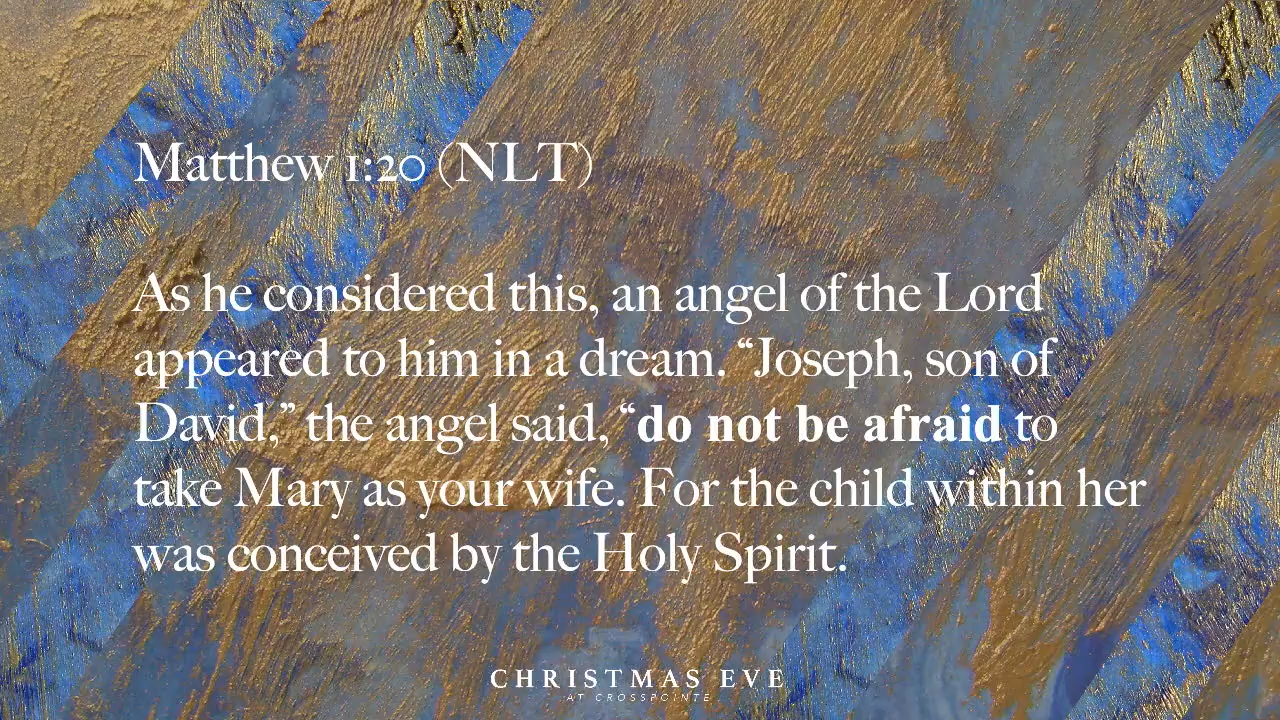 Matthew 1:20 (NLT)
As he considered this, an angel of the Lord
appeared to him in a dream. “Joseph, son of
David,” the angel said, “do not be afraid to
take Mary as your wife. For the child within her
was conceived by the Holy Spirit.
CHRISTMAS EVE
AT CROSSPOINTE